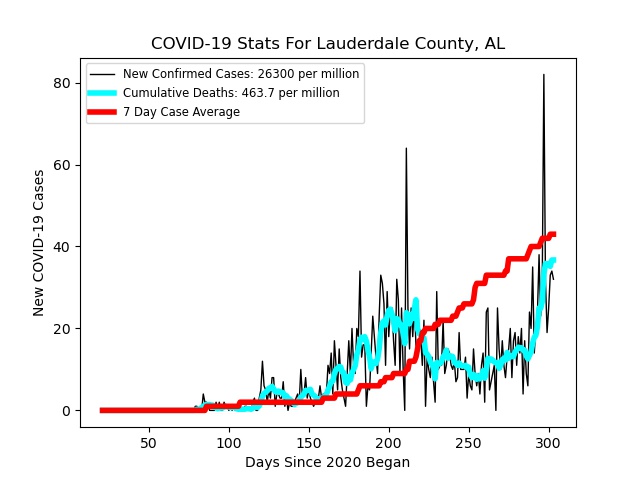 COVID-19 Stats For Lauderdale County, AL
New Confirmed Cases: 26300 per million
Cumulative Deaths: 463.7 per million
7 Day Case Average
80
60
40
20
0
New COVID-19 Cases
50 100 150 200 250 300
Days Since 2020 Began